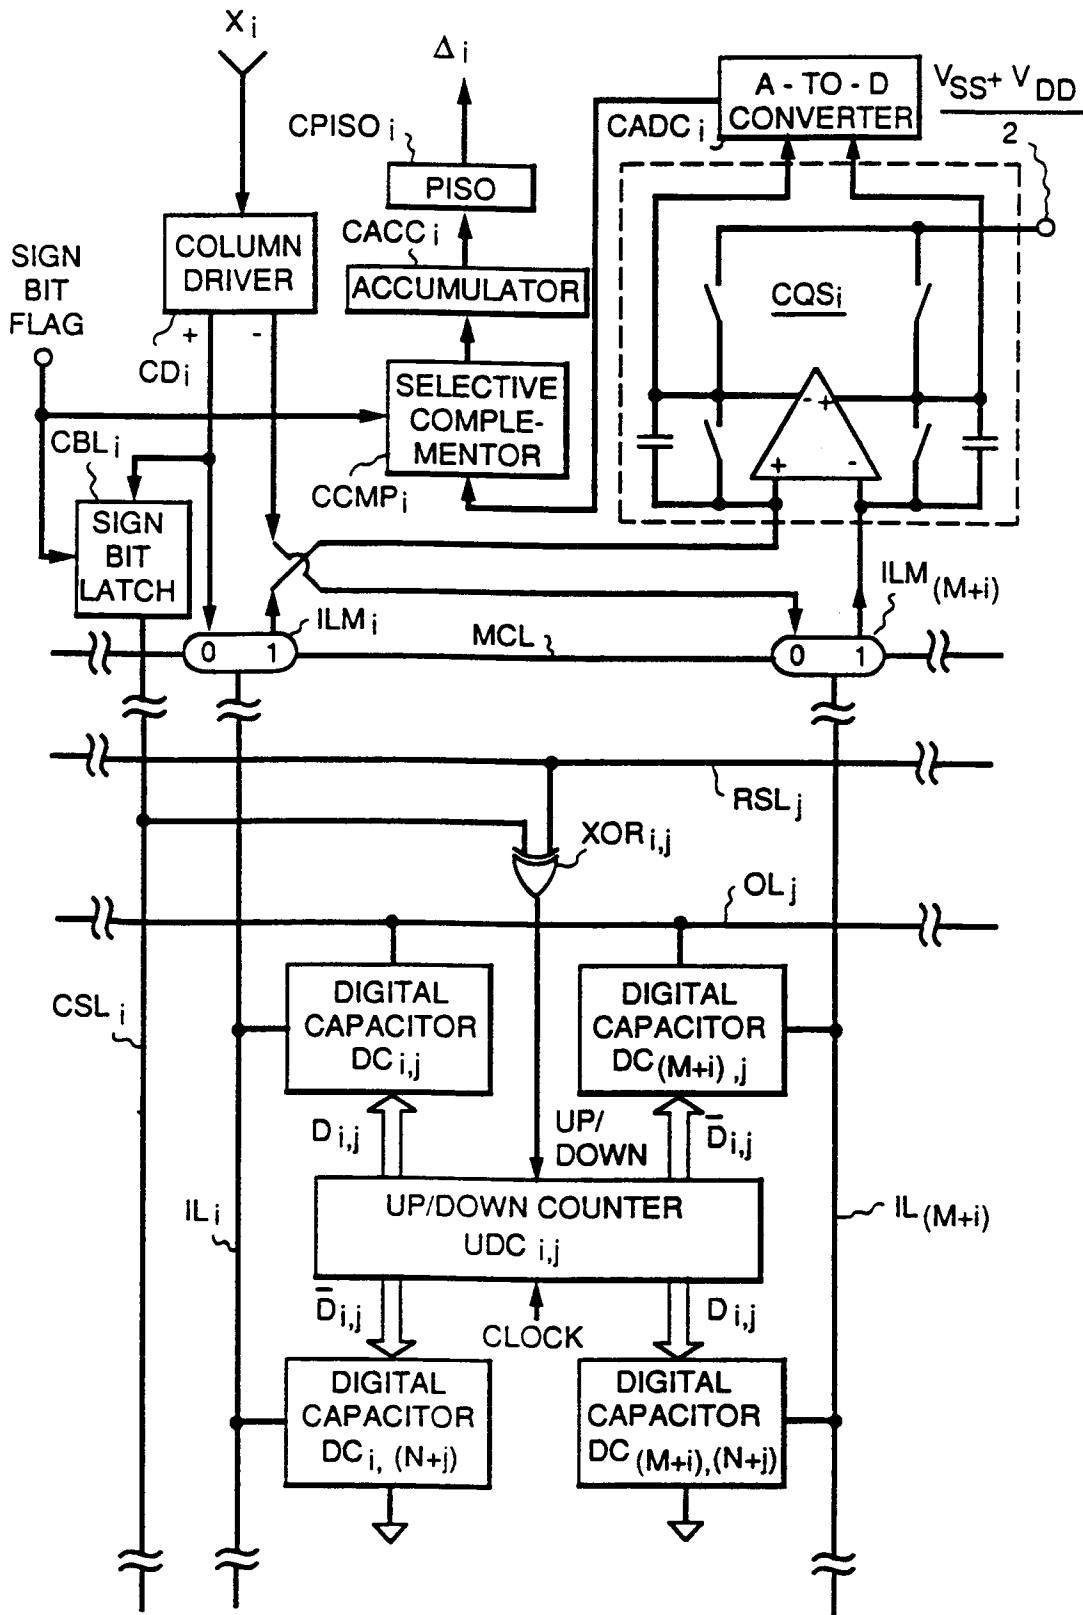 X i
Δ i
A - TO - D
CONVERTER
CADC i
V SS + V DD
2
CPISO i
PISO
CACC i
ACCUMULATOR
COLUMN
DRIVER
+ -
CD i
SIGN
BIT
FLAG
SELECTIVE
COMPLE-
MENTOR
CCMP i
CQS i
- +
+ -
CBL i
SIGN
BIT
LATCH
ILM i
MCL
ILM (M+i)
0 1
0 1
RSL j
XOR i,j
OL j
CSL i
DIGITAL
CAPACITOR
DC i,j
DIGITAL
CAPACITOR
DC (M+i) ,j
D i,j
UP/
DOWN
D̅ i,j
IL i
UP/DOWN COUNTER
UDC i,j
IL (M+i)
D̅ i,j
CLOCK
D i,j
DIGITAL
CAPACITOR
DC i, (N+j)
DIGITAL
CAPACITOR
DC (M+i),(N+j)